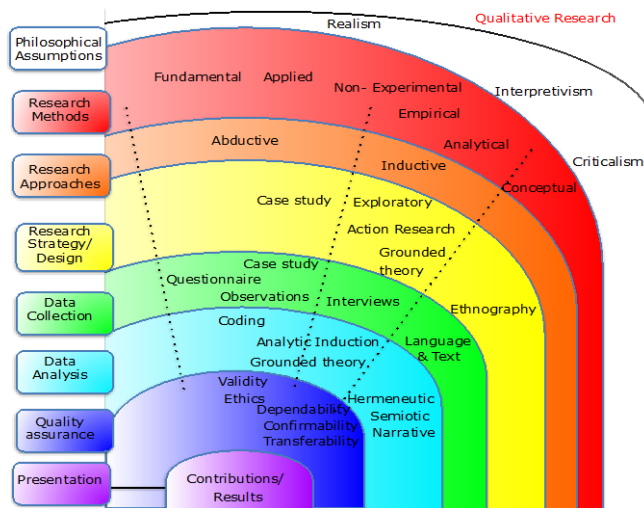 Realism
Qualitative Research
Philosophical
Assumptions
Fundamental Applied
Non- Experimental
Interpretivism
Research
Methods
Empirical
Abductive
Analytical
Research
Approaches
Inductive
Criticalism
Conceptual
Case study
Exploratory
Research
Strategy/
Design
Action Research
Grounded
theory
Case study
Questionnaire
Observations
Interviews
Ethnography
Data
Collection
Coding
Analytic Induction
Grounded theory
Language
& Text
Data
Analysis
Validity
Ethics
Dependability
Confirmability
Transferability
Hermeneutic
Semiotic
Narrative
Quality
assurance
Presentation
Contributions/
Results